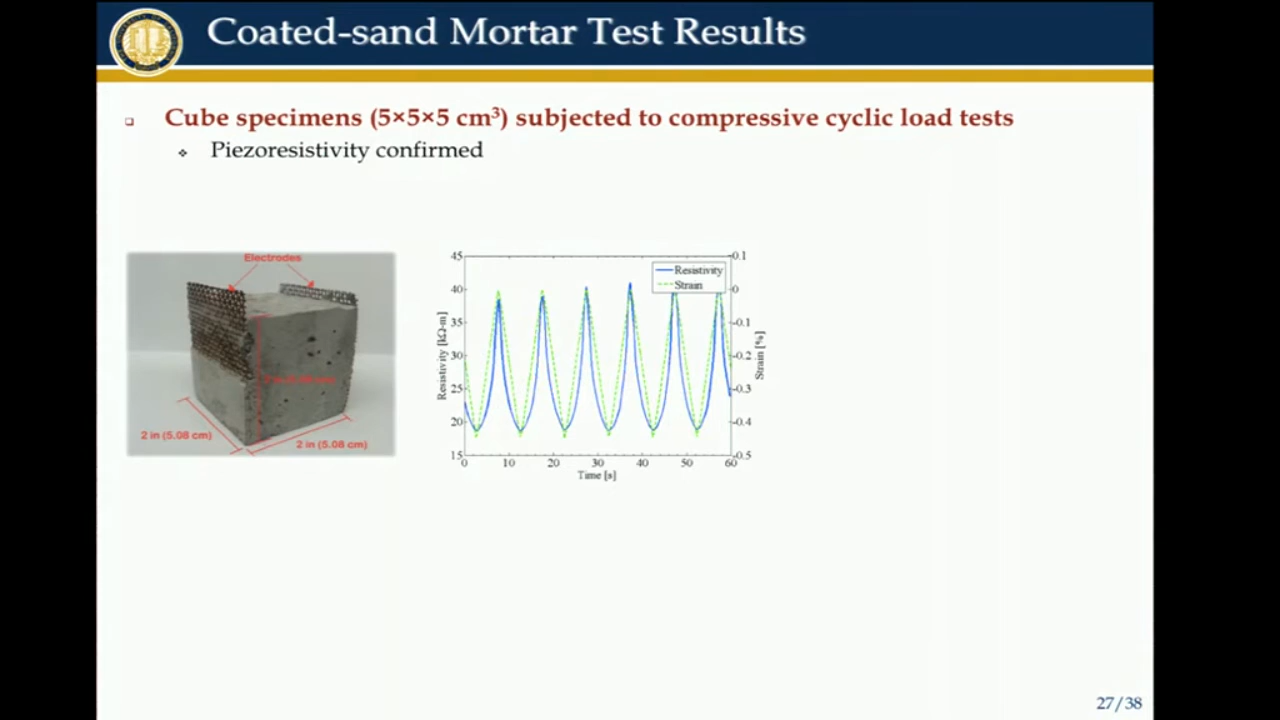 Coated-sand Mortar Test Results
Cube specimens (5×5×5 cm³) subjected to compressive cyclic load tests
Piezoresistivity confirmed
Electrodes
2 in (5.08 cm)
2 in (5.08 cm)
45
40
35
30
25
20
15
Resistivity [kΩ-m]
0.1
0
-0.1
-0.2
-0.3
-0.4
-0.5
Strain [%]
Resistivity
Strain
0 10 20 30 40 50 60
Time [s]
27/38